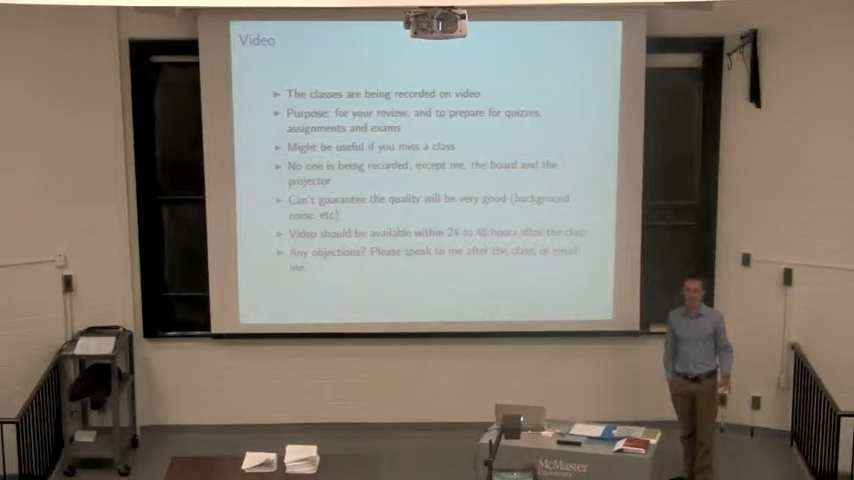 Video
► The classes are being recorded on video
► Purpose: for your review, and to prepare for quizzes,
assignments and exams
► Might be useful if you miss a class
► No one is being recorded, except me, the board and the
projector
► Can't guarantee the quality will be very good (background
noise, etc)
► Video should be available within 24 to 48 hours after the class
► Any objections? Please speak to me after the class, or email
me
McMaster
University